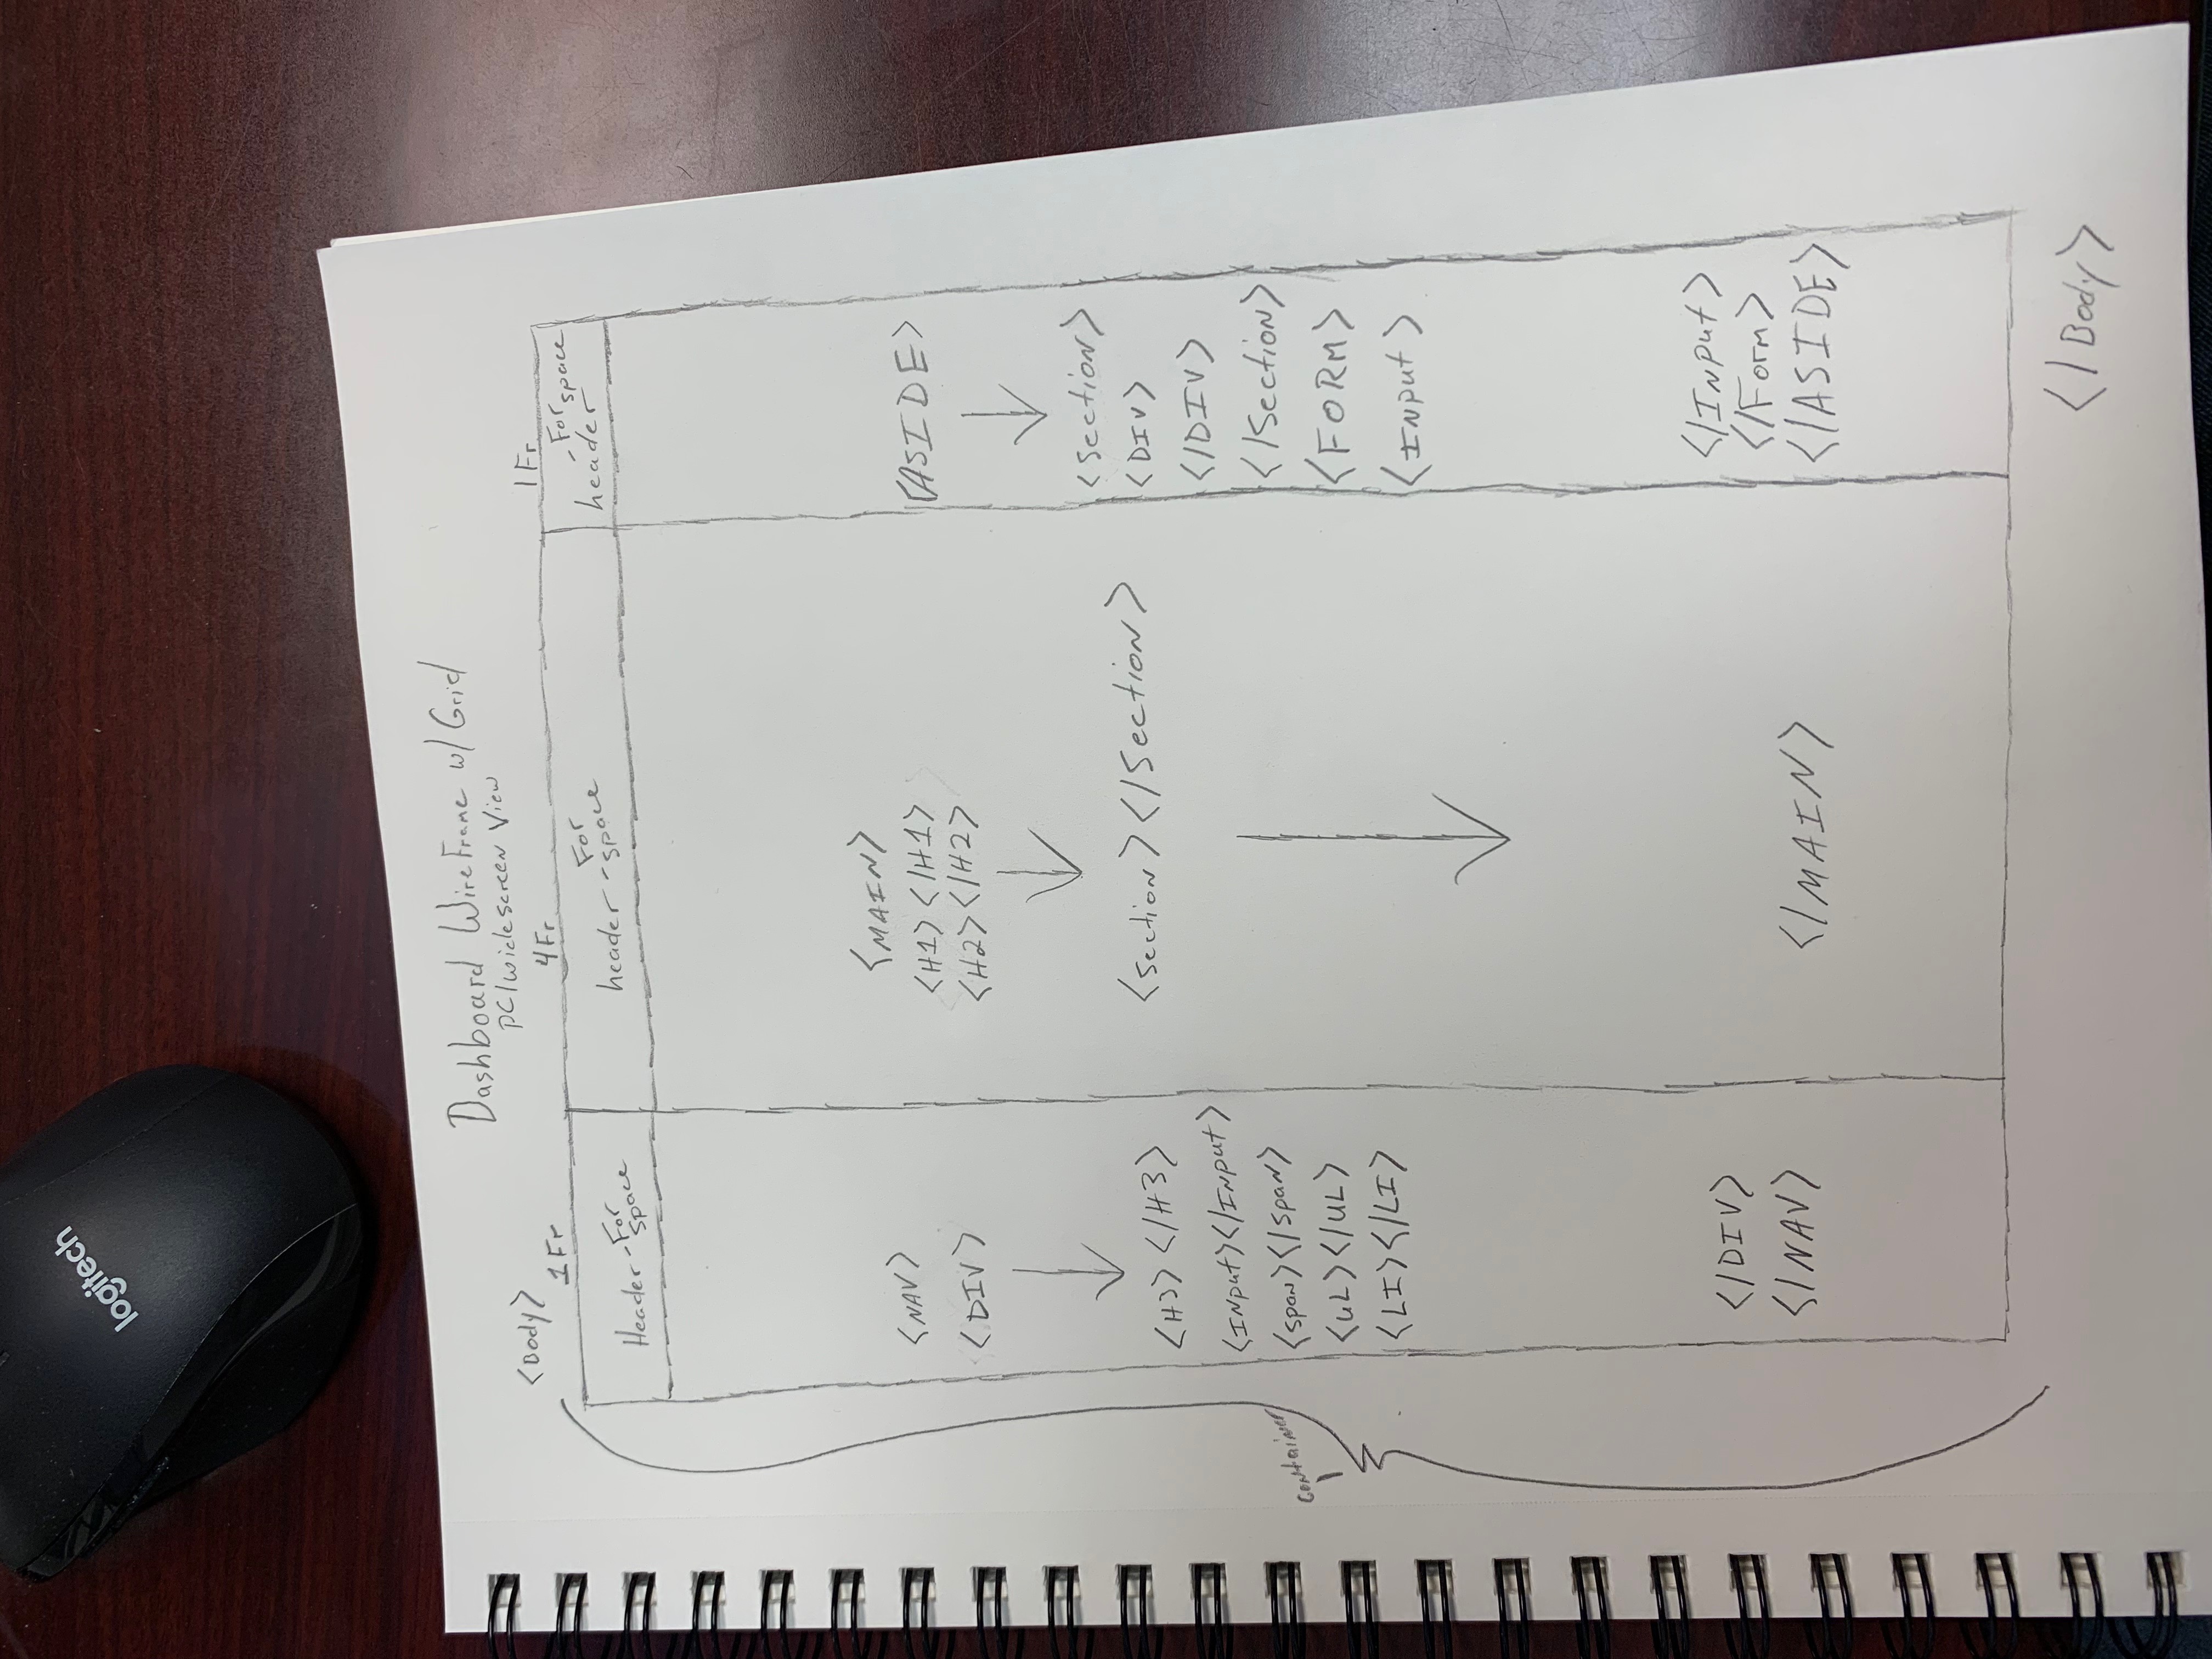 logitech
Dashboard WireFrame w/ Grid
PC/widescreen View
<Body>
1Fr
4Fr
1Fr
Header - For space
header - For space
header - For space
<NAV>
<DIV>
<H3></H3>
<Input></Input>
<span></span>
<uL></UL>
<LI></LI>
</DIV>
</NAV>
<MAIN>
<H1></H1>
<H2></H2>
<Section></Section>
</MAIN>
<ASIDE>
<Section>
<DIV>
</DIV>
</Section>
<FORM>
<Input>
</Input>
</Form>
</ASIDE>
Container
</Body>